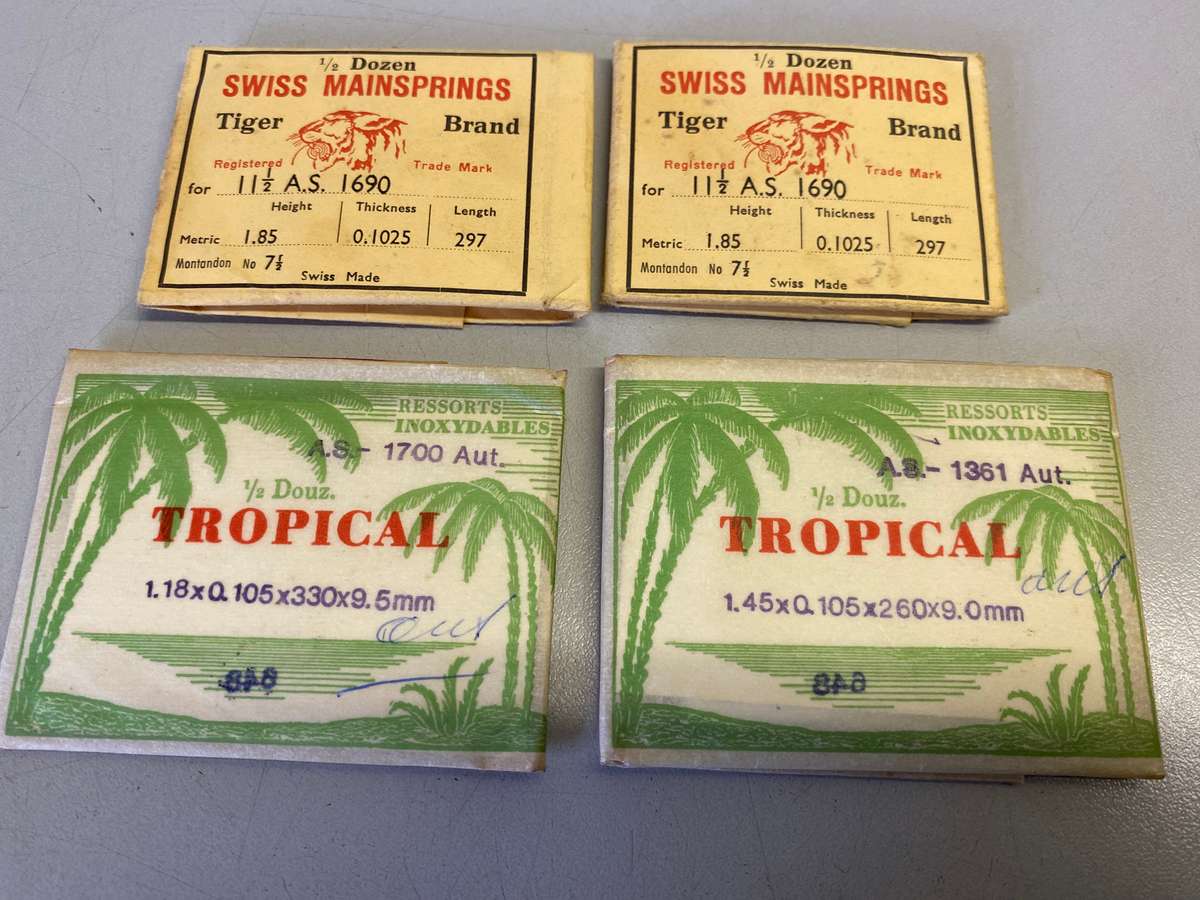 1/2 Dozen
SWISS MAINSPRINGS
Tiger Brand
Registered Trade Mark
for 11 1/2 A.S. 1690
Height Thickness Length
Metric 1.85 0.1025 297
Montandon No 7 1/2
Swiss Made
1/2 Dozen
SWISS MAINSPRINGS
Tiger Brand
Registered Trade Mark
for 11 1/2 A.S. 1690
Height Thickness Length
Metric 1.85 0.1025 297
Montandon No 7 1/2
Swiss Made
RESSORTS
INOXYDABLES
A.S.- 1700 Aut.
1/2 Douz.
TROPICAL
1.18x0.105x330x9.5mm
RESSORTS
INOXYDABLES
A.S.- 1361 Aut.
1/2 Douz.
TROPICAL
1.45x0.105x260x9.0mm